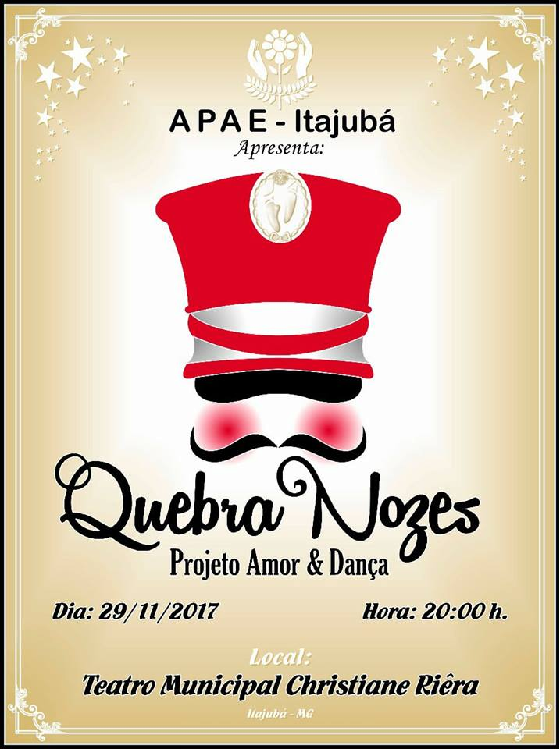 APAE - Itajubá
Apresenta:
Quebra Nozes
Projeto Amor & Dança
Dia: 29/11/2017 Hora: 20:00 h.
Local:
Teatro Municipal Christiane Riêra
Itajubá - MG